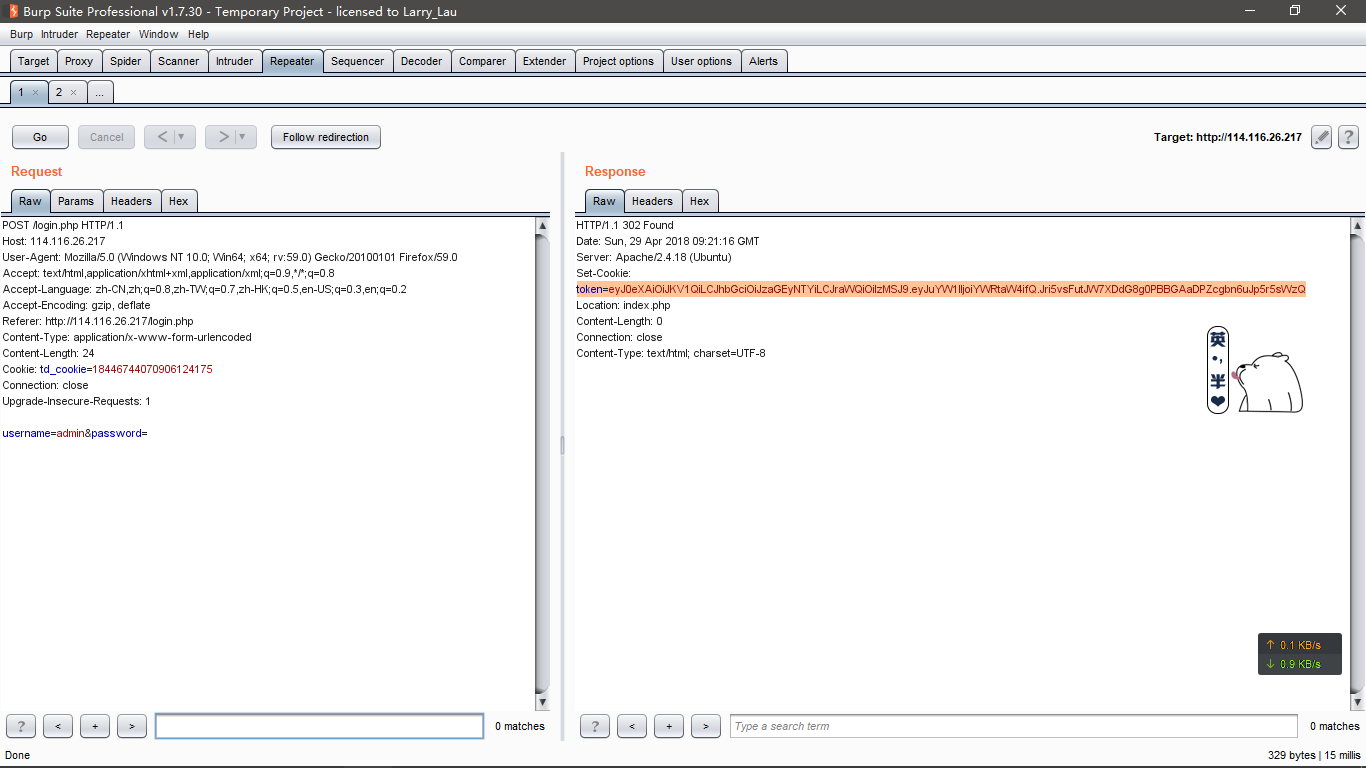 Burp Suite Professional v1.7.30 - Temporary Project - licensed to Larry_Lau
Burp Intruder Repeater Window Help
Target Proxy Spider Scanner Intruder Repeater Sequencer Decoder Comparer Extender Project options User options Alerts
1 × 2 × ...
Go Cancel < ▼ > ▼ Follow redirection Target: http://114.116.26.217 ?
Request
Raw Params Headers Hex
POST /login.php HTTP/1.1
Host: 114.116.26.217
User-Agent: Mozilla/5.0 (Windows NT 10.0; Win64; x64; rv:59.0) Gecko/20100101 Firefox/59.0
Accept: text/html,application/xhtml+xml,application/xml;q=0.9,*/*;q=0.8
Accept-Language: zh-CN,zh;q=0.8,zh-TW;q=0.7,zh-HK;q=0.5,en-US;q=0.3,en;q=0.2
Accept-Encoding: gzip, deflate
Referer: http://114.116.26.217/login.php
Content-Type: application/x-www-form-urlencoded
Content-Length: 24
Cookie: td_cookie=18446744070906124175
Connection: close
Upgrade-Insecure-Requests: 1
username=admin&password=
? < + > 0 matches
Response
Raw Headers Hex
HTTP/1.1 302 Found
Date: Sun, 29 Apr 2018 09:21:16 GMT
Server: Apache/2.4.18 (Ubuntu)
Set-Cookie:
token=eyJ0eXAiOiJKV1QiLCJhbGciOiJzaGEyNTYiLCJraWQiOiIzMSJ9.eyJuYW1lIjoiYWRtaW4ifQ.Jri5vsFutJW7XDdG8g0PBBGAaDPZcgbn6uJp5r5sWzQ
Location: index.php
Content-Length: 0
Connection: close
Content-Type: text/html; charset=UTF-8
英
•,
半
❤
↑ 0.1 KB/s
↓ 0.9 KB/s
? < + > Type a search term 0 matches
Done 329 bytes | 15 millis